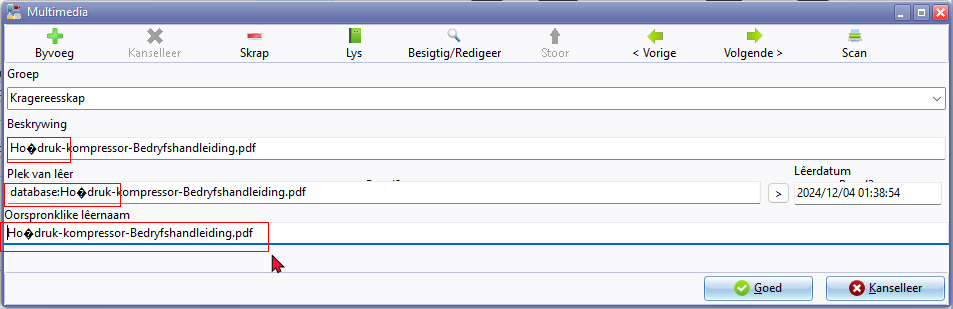 Multimedia
Byvoeg Kanselleer Skrap Lys Besigtig/Redigeer Stoor < Vorige Volgende > Scan
Groep
Kragereesskap
Beskrywing
Ho�druk-kompressor-Bedryfshandleiding.pdf
Plek van lêer Lêerdatum
database:Ho�druk-kompressor-Bedryfshandleiding.pdf > 2024/12/04 01:38:54
Oorspronklike lêernaam
Ho�druk-kompressor-Bedryfshandleiding.pdf
Goed Kanselleer